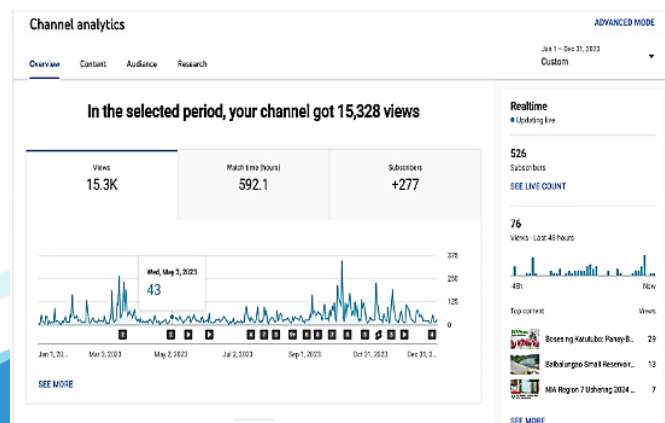 Channel analytics
ADVANCED MODE
Overview
Content
Audience
Research
Jan 1 – Dec 31, 2023
Custom
In the selected period, your channel got 15,328 views
Views
15.3K
Watch time (hours)
592.1
Subscribers
+277
Wed, May 3, 2023
43
375
250
125
0
Jan 1, 20...
Mar 3, 2023
May 2, 2023
Jul 2, 2023
Sep 1, 2023
Oct 31, 2023
Dec 31, 2...
SEE MORE
Realtime
Updating live
526
Subscribers
SEE LIVE COUNT
76
Views · Last 48 hours
-48h
Now
Top content
Views
Boses ng Katutubo: Panay-B..
29
Balbalungao Small Reservoir...
13
NIA Region 7 Ushering 2024 ...
7
SEE MORE